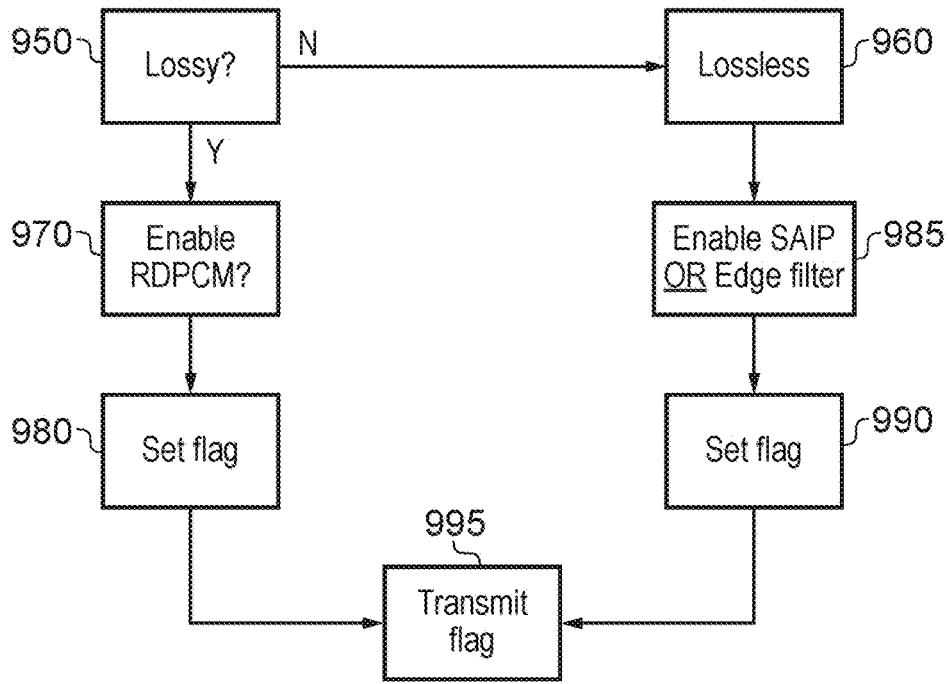 950
Lossy?
N
Lossless
960
Y
970
Enable
RDPCM?
Enable SAIP
OR Edge filter
985
980
Set flag
Set flag
990
995
Transmit
flag